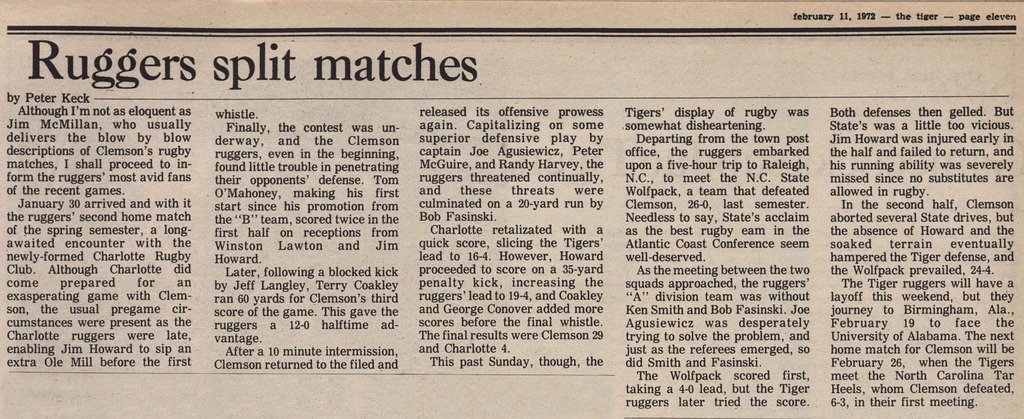 february 11, 1972 — the tiger — page eleven
Ruggers split matches
by Peter Keck
Although I'm not as eloquent as
Jim McMillan, who usually
delivers the blow by blow
descriptions of Clemson's rugby
matches, I shall proceed to in-
form the ruggers' most avid fans
of the recent games.
January 30 arrived and with it
the ruggers' second home match
of the spring semester, a long-
awaited encounter with the
newly-formed Charlotte Rugby
Club. Although Charlotte did
come prepared for an
exasperating game with Clem-
son, the usual pregame cir-
cumstances were present as the
Charlotte ruggers were late,
enabling Jim Howard to sip an
extra Ole Mill before the first
whistle.
Finally, the contest was un-
derway, and the Clemson
ruggers, even in the beginning,
found little trouble in penetrating
their opponents' defense. Tom
O'Mahoney, making his first
start since his promotion from
the "B" team, scored twice in the
first half on receptions from
Winston Lawton and Jim
Howard.
Later, following a blocked kick
by Jeff Langley, Terry Coakley
ran 60 yards for Clemson's third
score of the game. This gave the
ruggers a 12-0 halftime ad-
vantage.
After a 10 minute intermission,
Clemson returned to the filed and
released its offensive prowess
again. Capitalizing on some
superior defensive play by
captain Joe Agusiewicz, Peter
McGuire, and Randy Harvey, the
ruggers threatened continually,
and these threats were
culminated on a 20-yard run by
Bob Fasinski.
Charlotte retalizated with a
quick score, slicing the Tigers'
lead to 16-4. However, Howard
proceeded to score on a 35-yard
penalty kick, increasing the
ruggers' lead to 19-4, and Coakley
and George Conover added more
scores before the final whistle.
The final results were Clemson 29
and Charlotte 4.
This past Sunday, though, the
Tigers' display of rugby was
somewhat disheartening.
Departing from the town post
office, the ruggers embarked
upon a five-hour trip to Raleigh,
N.C., to meet the N.C. State
Wolfpack, a team that defeated
Clemson, 26-0, last semester.
Needless to say, State's acclaim
as the best rugby eam in the
Atlantic Coast Conference seem
well-deserved.
As the meeting between the two
squads approached, the ruggers'
"A" division team was without
Ken Smith and Bob Fasinski. Joe
Agusiewicz was desperately
trying to solve the problem, and
just as the referees emerged, so
did Smith and Fasinski.
The Wolfpack scored first,
taking a 4-0 lead, but the Tiger
ruggers later tried the score.
Both defenses then gelled. But
State's was a little too vicious.
Jim Howard was injured early in
the half and failed to return, and
his running ability was severely
missed since no substitutes are
allowed in rugby.
In the second half, Clemson
aborted several State drives, but
the absence of Howard and the
soaked terrain eventually
hampered the Tiger defense, and
the Wolfpack prevailed, 24-4.
The Tiger ruggers will have a
layoff this weekend, but they
journey to Birmingham, Ala.,
February 19 to face the
University of Alabama. The next
home match for Clemson will be
February 26, when the Tigers
meet the North Carolina Tar
Heels, whom Clemson defeated,
6-3, in their first meeting.